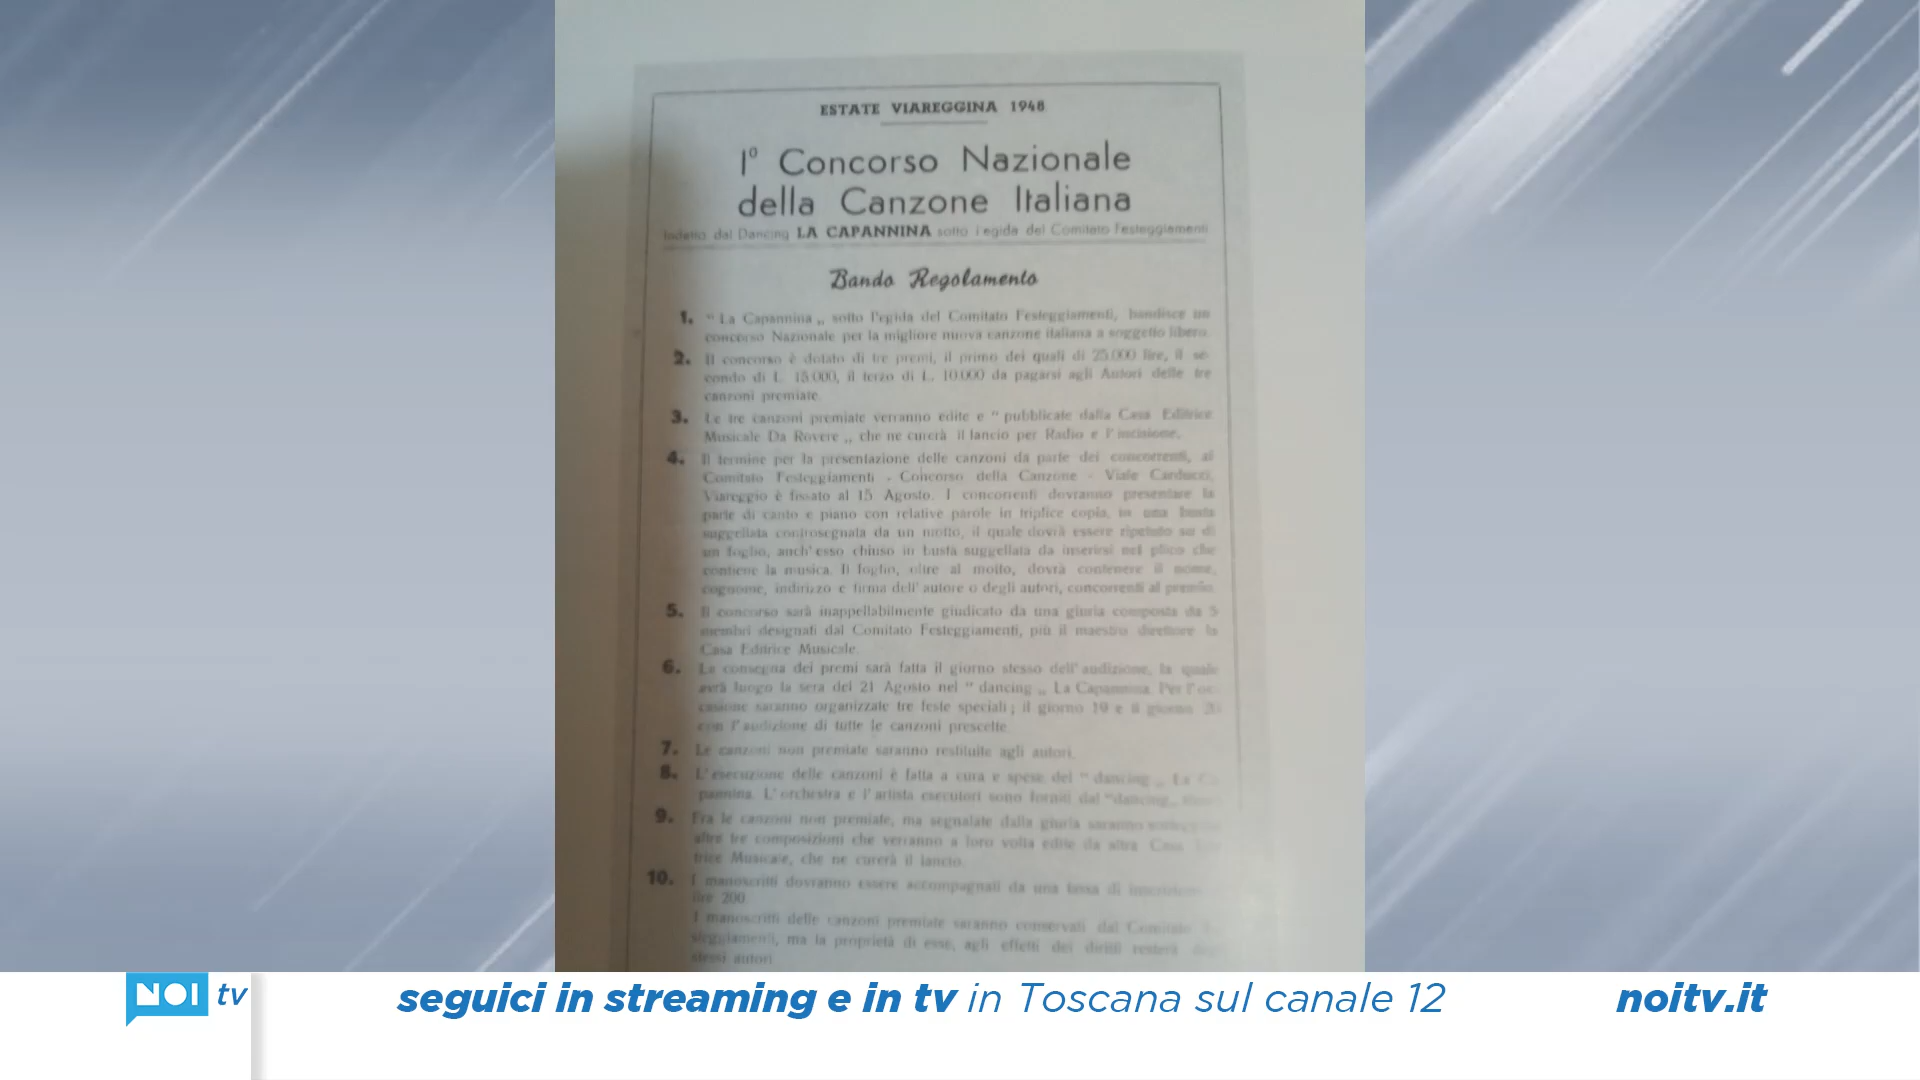 ESTATE VIAREGGINA 1948
1º Concorso Nazionale
della Canzone Italiana
Indetto dal Dancing LA CAPANNINA sotto l'egida del Comitato Festeggiamenti
Bando Regolamento
1. "La Capannina„ sotto l'egida del Comitato Festeggiamenti, bandisce un
concorso Nazionale per la migliore nuova canzone italiana a soggetto libero.
2. Il concorso è dotato di tre premi, il primo dei quali di 25.000 lire, il se-
condo di L. 15.000, il terzo di L. 10.000 da pagarsi agli Autori delle tre
canzoni premiate.
3. Le tre canzoni premiate verranno edite e "pubblicate dalla Casa Editrice
Musicale Da Rovere„ che ne curerà il lancio per Radio e l'incisione.
4. Il termine per la presentazione delle canzoni da parte dei concorrenti, al
Comitato Festeggiamenti - Concorso della Canzone - Viale Carducci,
Viareggio è fissato al 15 Agosto. I concorrenti dovranno presentare la
parte di canto e piano con relative parole in triplice copia, in una busta
suggellata controsegnata da un motto, il quale dovrà essere ripetuto su di
un foglio, anch'esso chiuso in busta suggellata da inserirsi nel plico che
contiene la musica. Il foglio, oltre al motto, dovrà contenere il nome,
cognome, indirizzo e firma dell'autore o degli autori, concorrenti al premio.
5. Il concorso sarà inappellabilmente giudicato da una giuria composta da 5
membri designati dal Comitato Festeggiamenti, più il maestro direttore la
Casa Editrice Musicale.
6. La consegna dei premi sarà fatta il giorno stesso dell'audizione, la quale
avrà luogo la sera del 21 Agosto nel "dancing„ La Capannina. Per l'oc-
casione saranno organizzate tre feste speciali; il giorno 19 e il giorno 20
con l'audizione di tutte le canzoni prescelte.
7. Le canzoni non premiate saranno restituite agli autori.
8. L'esecuzione delle canzoni è fatta a cura e spese del "dancing„ La Ca-
pannina. L'orchestra e l'artista esecutori sono forniti dal "dancing„
9. Fra le canzoni non premiate, ma segnalate dalla giuria saranno
altre tre composizioni che verranno a loro volta edite da altra Casa
trice Musicale, che ne curerà il lancio.
10. I manoscritti dovranno essere accompagnati da una tassa di
lire 200.
I manoscritti delle canzoni premiate saranno conservati dal Comitato
steggiamenti, ma la proprietà di esse, agli effetti dei diritti resterà
stessi autori
NOI tv
seguici in streaming e in tv in Toscana sul canale 12
noitv.it